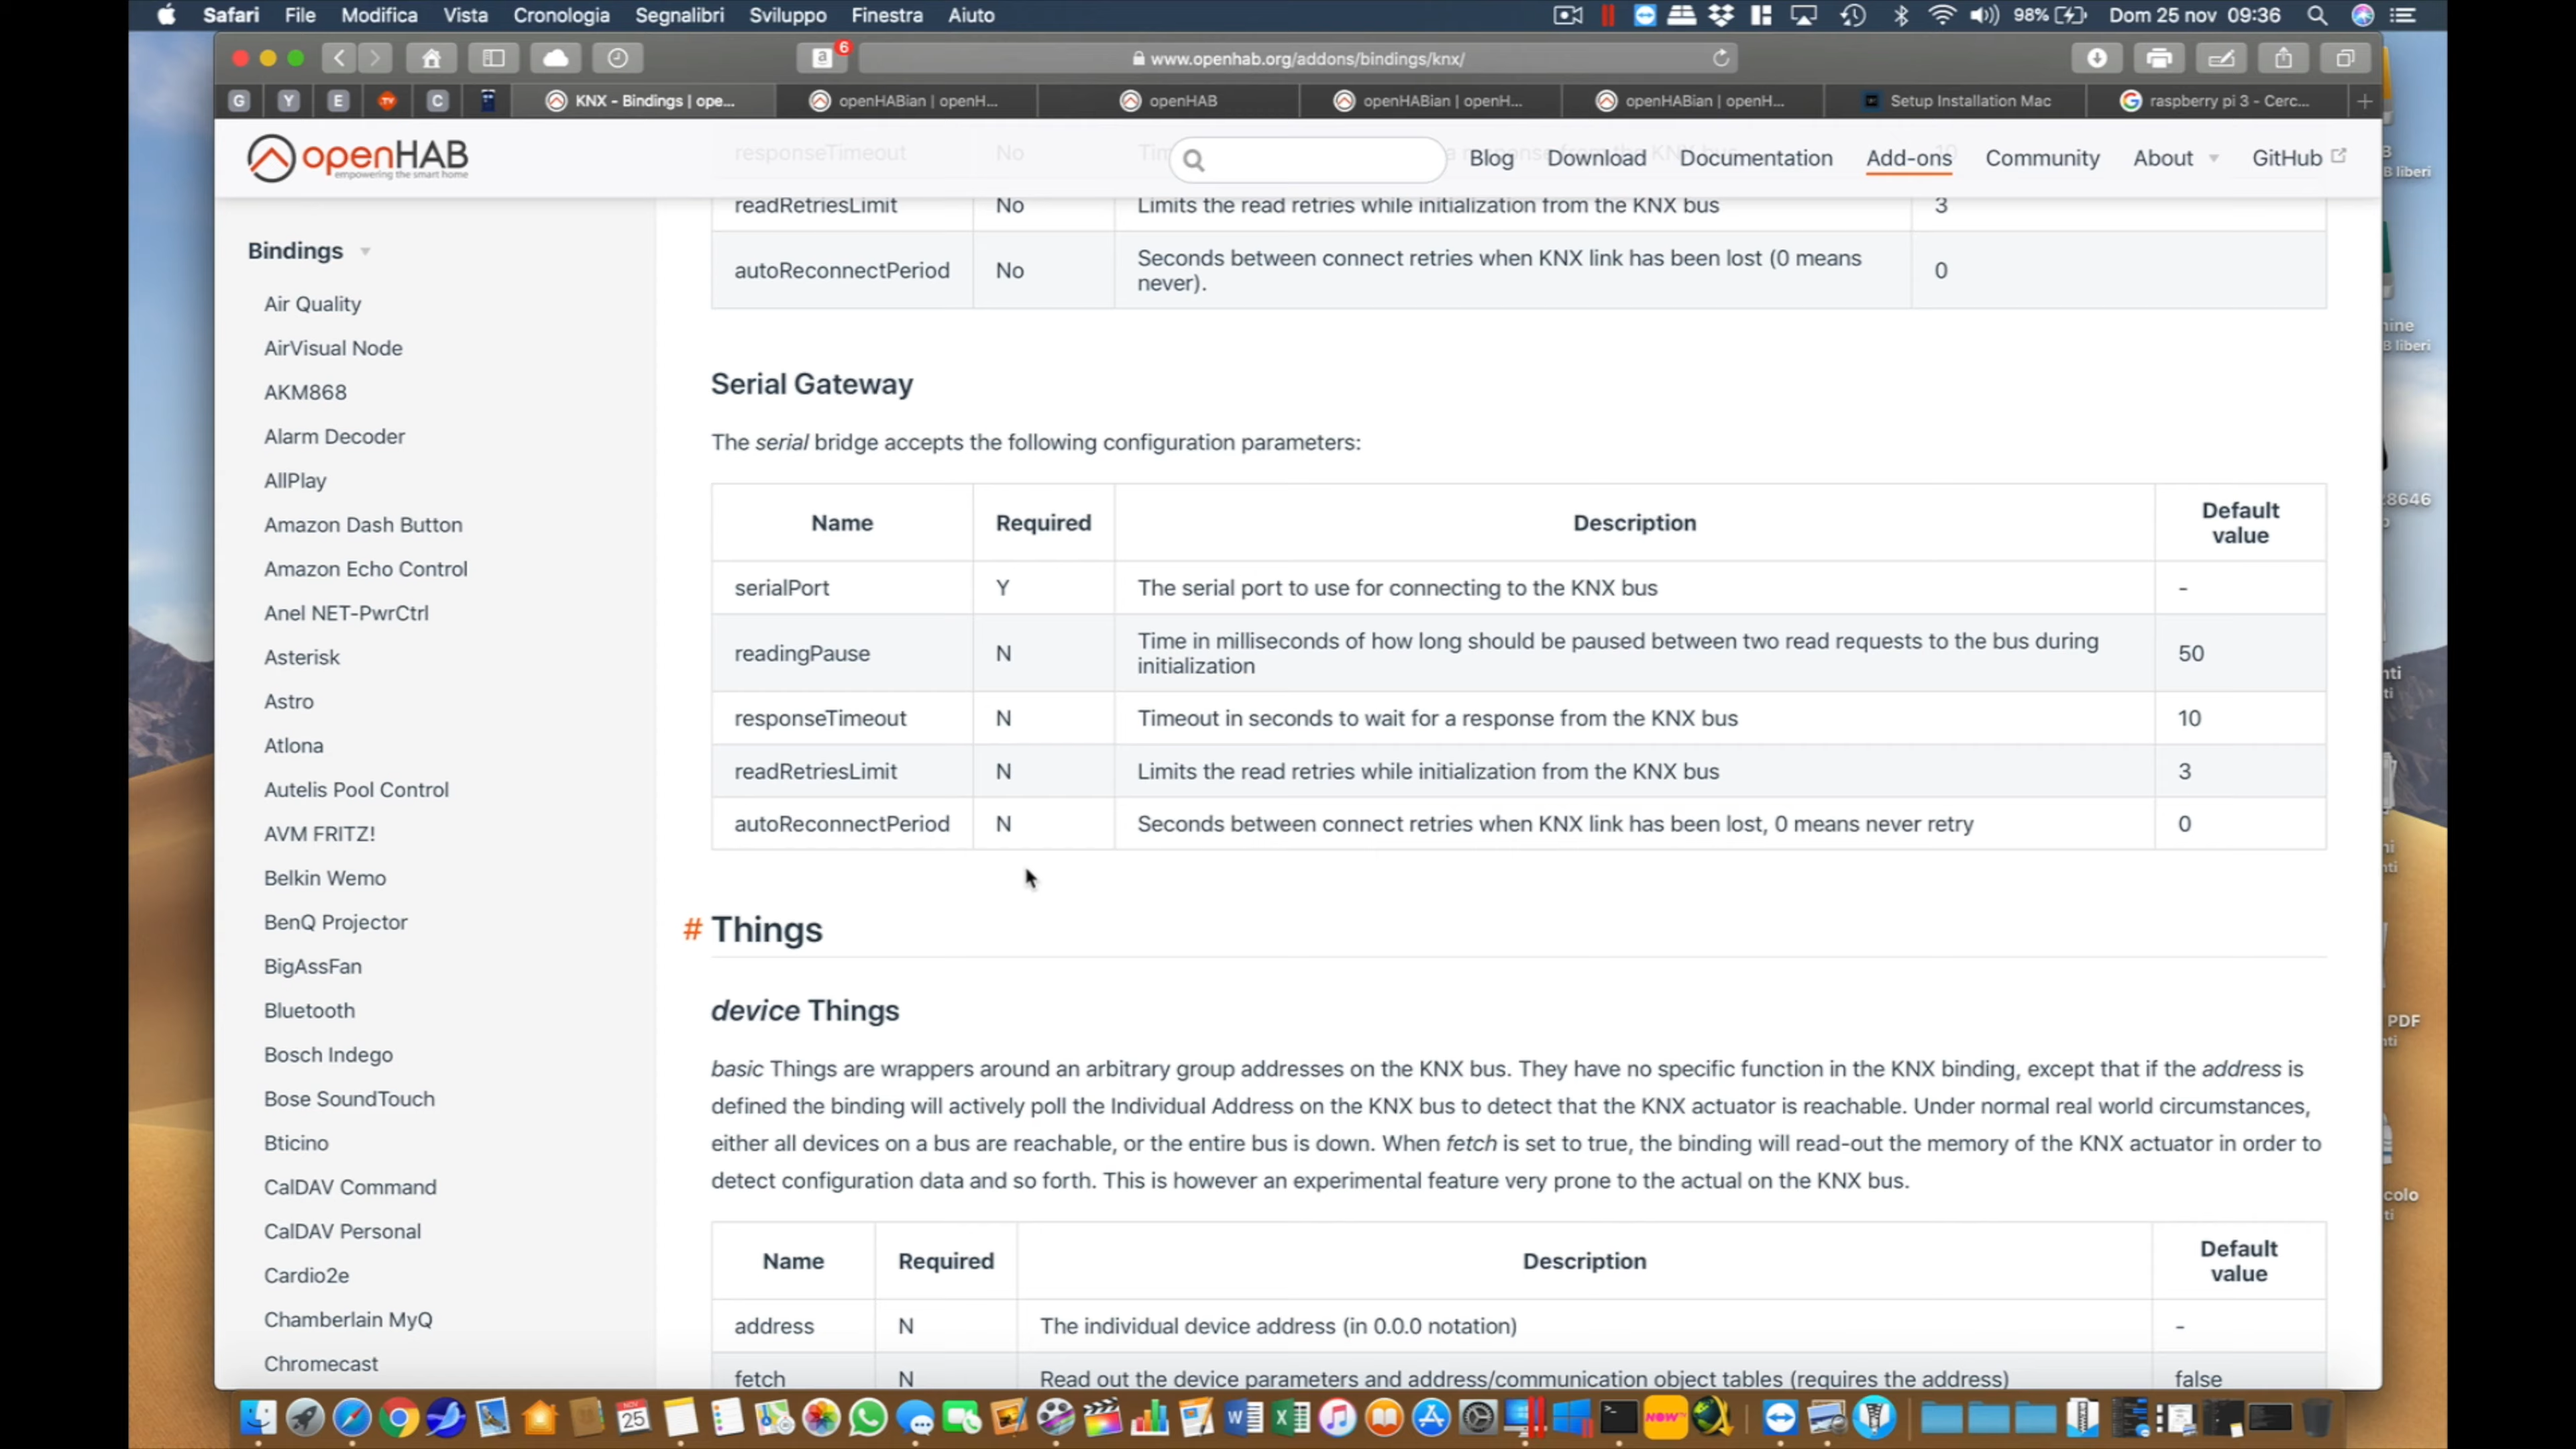 Safari File Modifica Vista Cronologia Segnalibri Sviluppo Finestra Aiuto 98% Dom 25 nov 09:36
6
www.openhab.org/addons/bindings/knx/
G Y E TV C KNX - Bindings | ope... openHABian | openH... openHAB openHABian | openH... openHABian | openH... Setup Installation Mac raspberry pi 3 - Cerc...
openHAB
empowering the smart home
Blog Download Documentation Add-ons Community About GitHub
responseTimeout No
readRetriesLimit No Limits the read retries while initialization from the KNX bus 3
autoReconnectPeriod No Seconds between connect retries when KNX link has been lost (0 means
never). 0
Bindings
Air Quality
AirVisual Node
AKM868
Alarm Decoder
AllPlay
Amazon Dash Button
Amazon Echo Control
Anel NET-PwrCtrl
Asterisk
Astro
Atlona
Autelis Pool Control
AVM FRITZ!
Belkin Wemo
BenQ Projector
BigAssFan
Bluetooth
Bosch Indego
Bose SoundTouch
Bticino
CalDAV Command
CalDAV Personal
Cardio2e
Chamberlain MyQ
Chromecast
Serial Gateway
The serial bridge accepts the following configuration parameters:
Name Required Description Default
value
serialPort Y The serial port to use for connecting to the KNX bus -
readingPause N Time in milliseconds of how long should be paused between two read requests to the bus during
initialization 50
responseTimeout N Timeout in seconds to wait for a response from the KNX bus 10
readRetriesLimit N Limits the read retries while initialization from the KNX bus 3
autoReconnectPeriod N Seconds between connect retries when KNX link has been lost, 0 means never retry 0
# Things
device Things
basic Things are wrappers around an arbitrary group addresses on the KNX bus. They have no specific function in the KNX binding, except that if the address is
defined the binding will actively poll the Individual Address on the KNX bus to detect that the KNX actuator is reachable. Under normal real world circumstances,
either all devices on a bus are reachable, or the entire bus is down. When fetch is set to true, the binding will read-out the memory of the KNX actuator in order to
detect configuration data and so forth. This is however an experimental feature very prone to the actual on the KNX bus.
Name Required Description Default
value
address N The individual device address (in 0.0.0 notation) -
fetch N Read out the device parameters and address/communication object tables (requires the address) false
B liberi
B liberi
8646
PDF
NOV
25
NOW